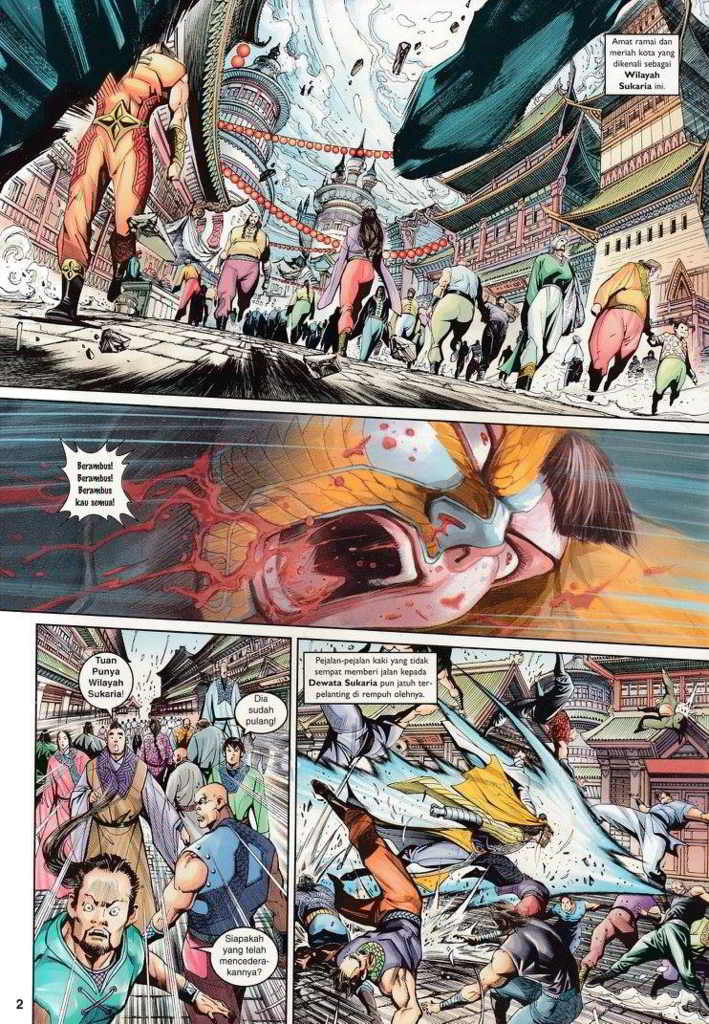 Amat ramai dan
meriah kota yang
dikenali sebagai
Wilayah
Sukaria ini.
Berambus!
Berambus!
Berambus
kau semua!
Tuan
Punya
Wilayah
Sukaria!
Dia
sudah
pulang!
Siapakah
yang telah
mencedera-
kannya?
Pejalan-pejalan kaki yang tidak
sempat memberi jalan kepada
Dewata Sukaria pun jatuh ter-
pelanting di rempuh olehnya.
2